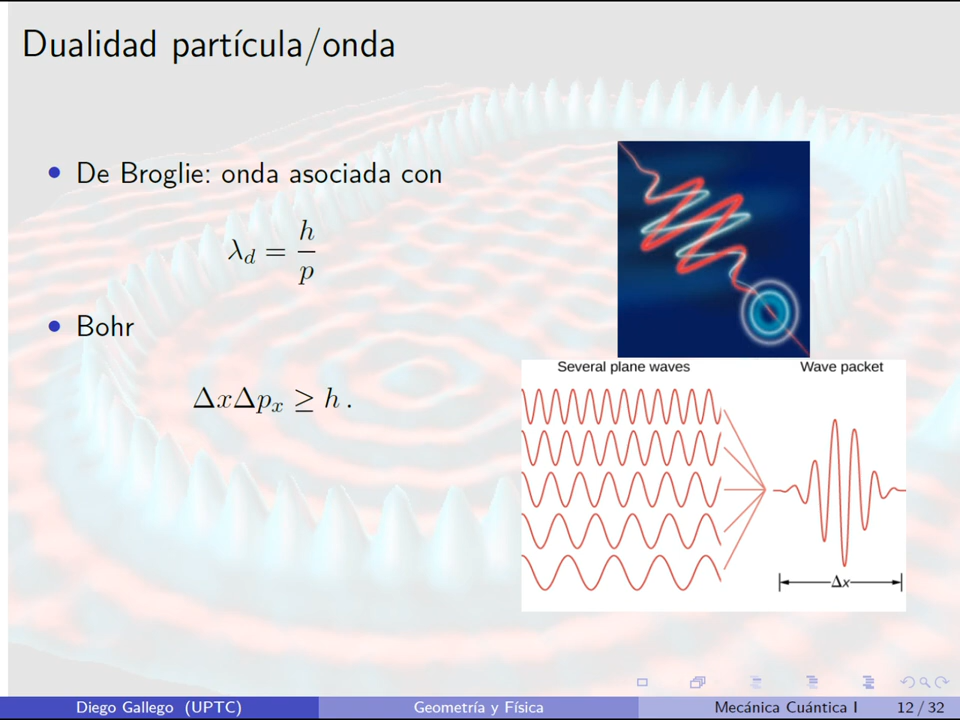 Dualidad partícula/onda
• De Broglie: onda asociada con
λ_d = h/p
• Bohr
ΔxΔp_x ≥ h .
Several plane waves
Wave packet
Δx
Diego Gallego (UPTC)
Geometría y Física
Mecánica Cuántica I
12 / 32